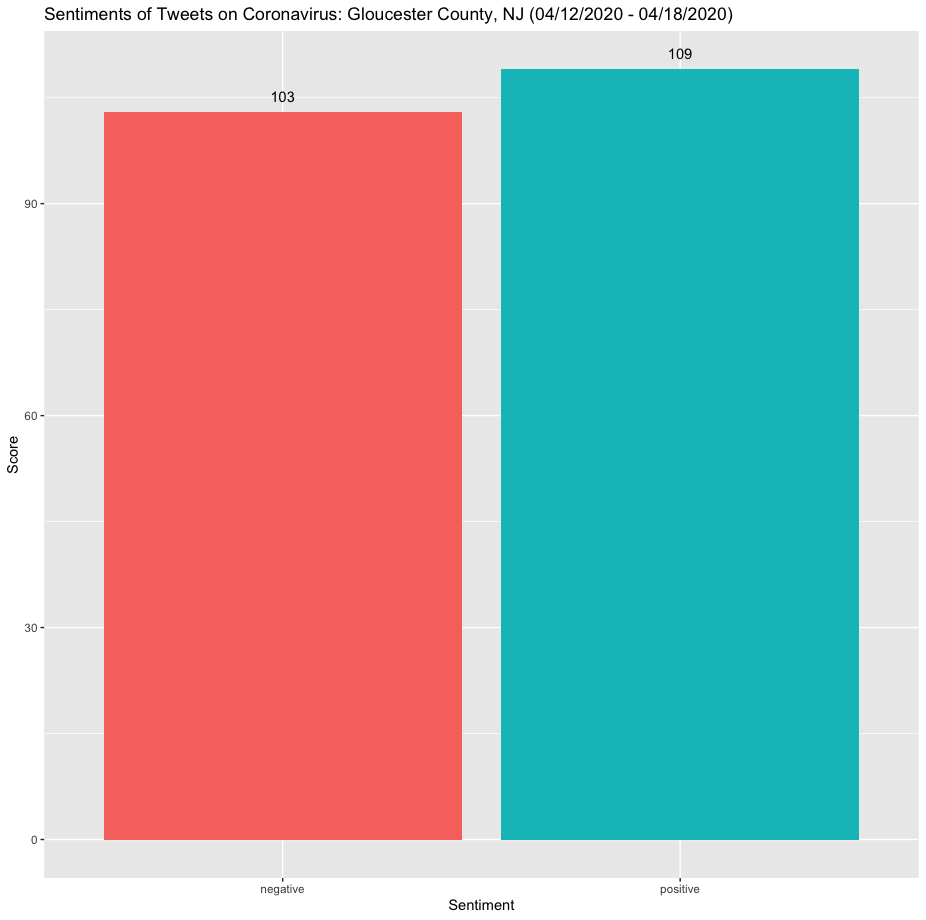 Sentiments of Tweets on Coronavirus: Gloucester County, NJ (04/12/2020 - 04/18/2020)
109
103
90
60
Score
30
0
negative positive
Sentiment